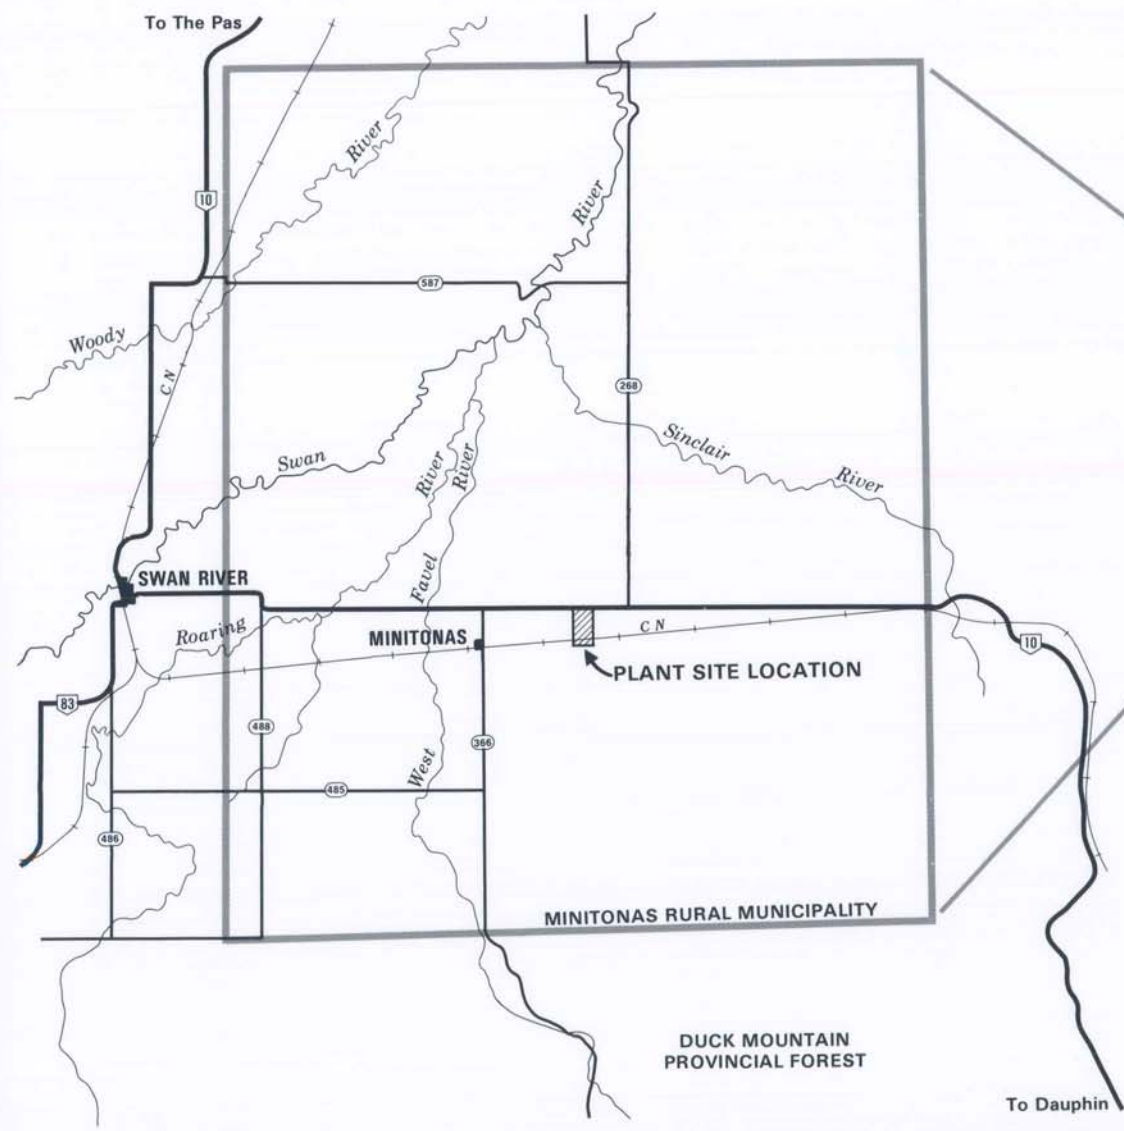 To The Pas
River
10
River
587
Woody
CN
268
Sinclair
River
Swan
River
River
Favel
SWAN RIVER
Roaring
MINITONAS
CN
10
PLANT SITE LOCATION
83
488
366
West
485
486
MINITONAS RURAL MUNICIPALITY
DUCK MOUNTAIN
PROVINCIAL FOREST
To Dauphin